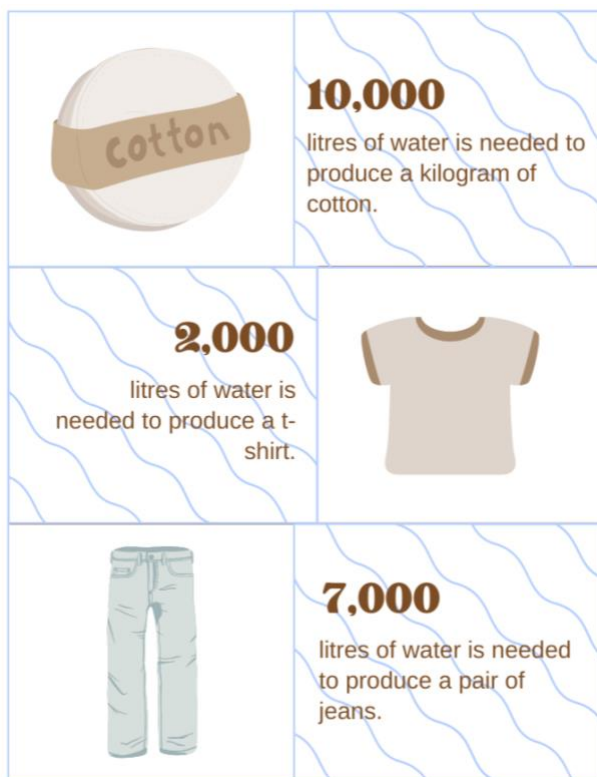 cotton
10,000
litres of water is needed to
produce a kilogram of
cotton.
2,000
litres of water is
needed to produce a t-
shirt.
7,000
litres of water is needed
to produce a pair of
jeans.